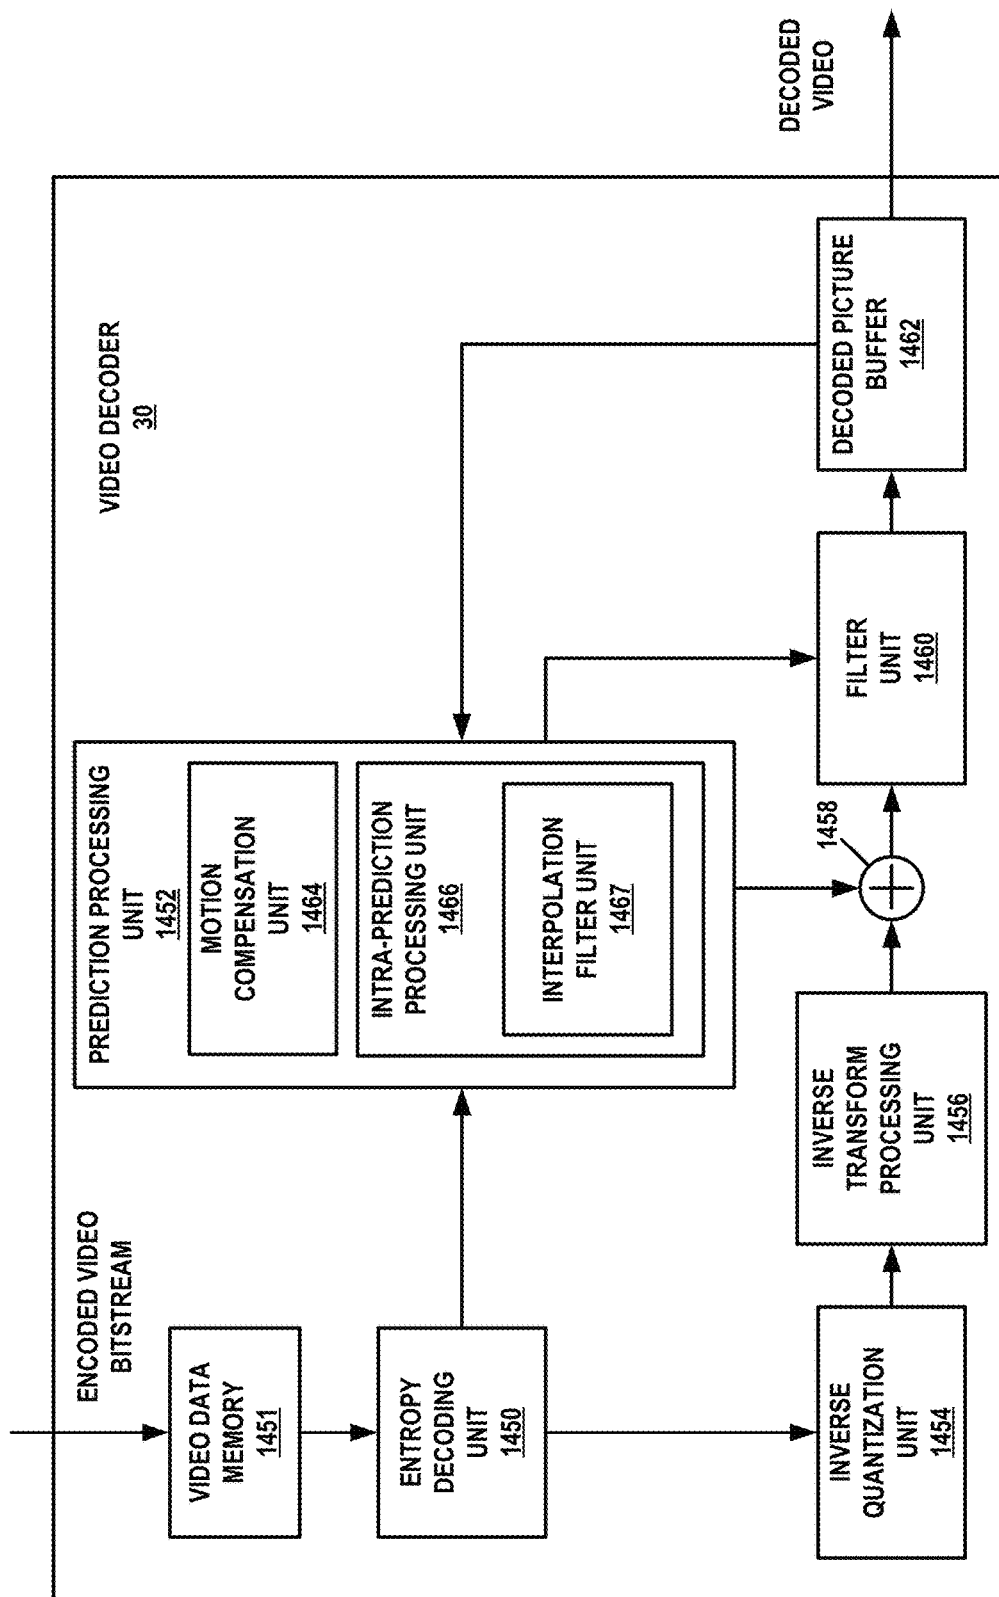 ENCODED VIDEO
BITSTREAM
VIDEO DATA
MEMORY
1451
ENTROPY
DECODING
UNIT
1450
PREDICTION PROCESSING
UNIT
1452
MOTION
COMPENSATION
UNIT
1464
INTRA-PREDICTION
PROCESSING UNIT
1466
INTERPOLATION
FILTER UNIT
1467
VIDEO DECODER
30
INVERSE
QUANTIZATION
UNIT
1454
INVERSE
TRANSFORM
PROCESSING
UNIT
1456
1458
FILTER
UNIT
1460
DECODED PICTURE
BUFFER
1462
DECODED
VIDEO